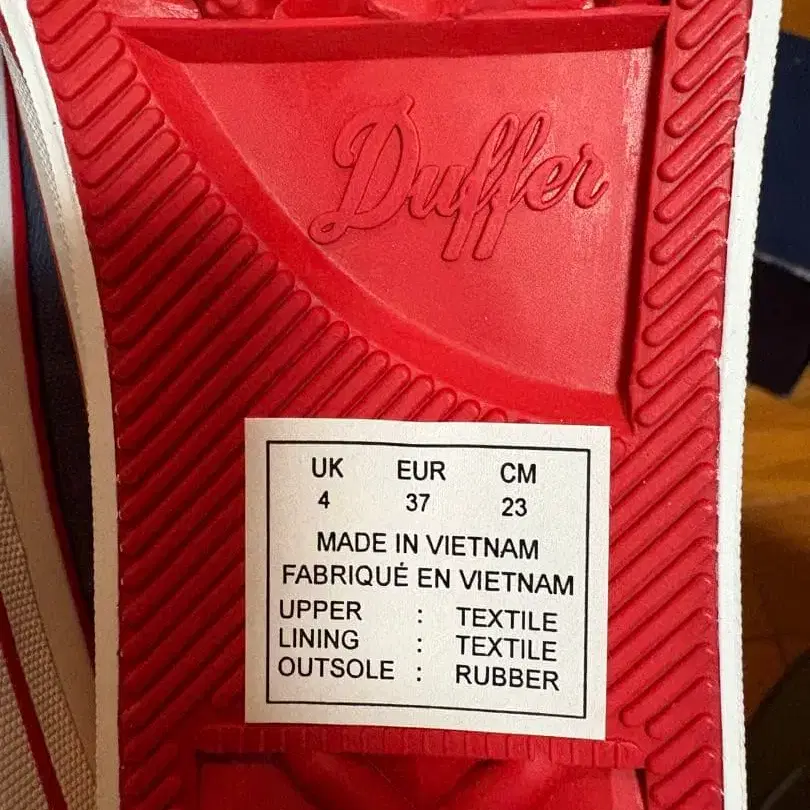 Duffer
UK EUR CM
4 37 23
MADE IN VIETNAM
FABRIQUÉ EN VIETNAM
UPPER : TEXTILE
LINING : TEXTILE
OUTSOLE : RUBBER